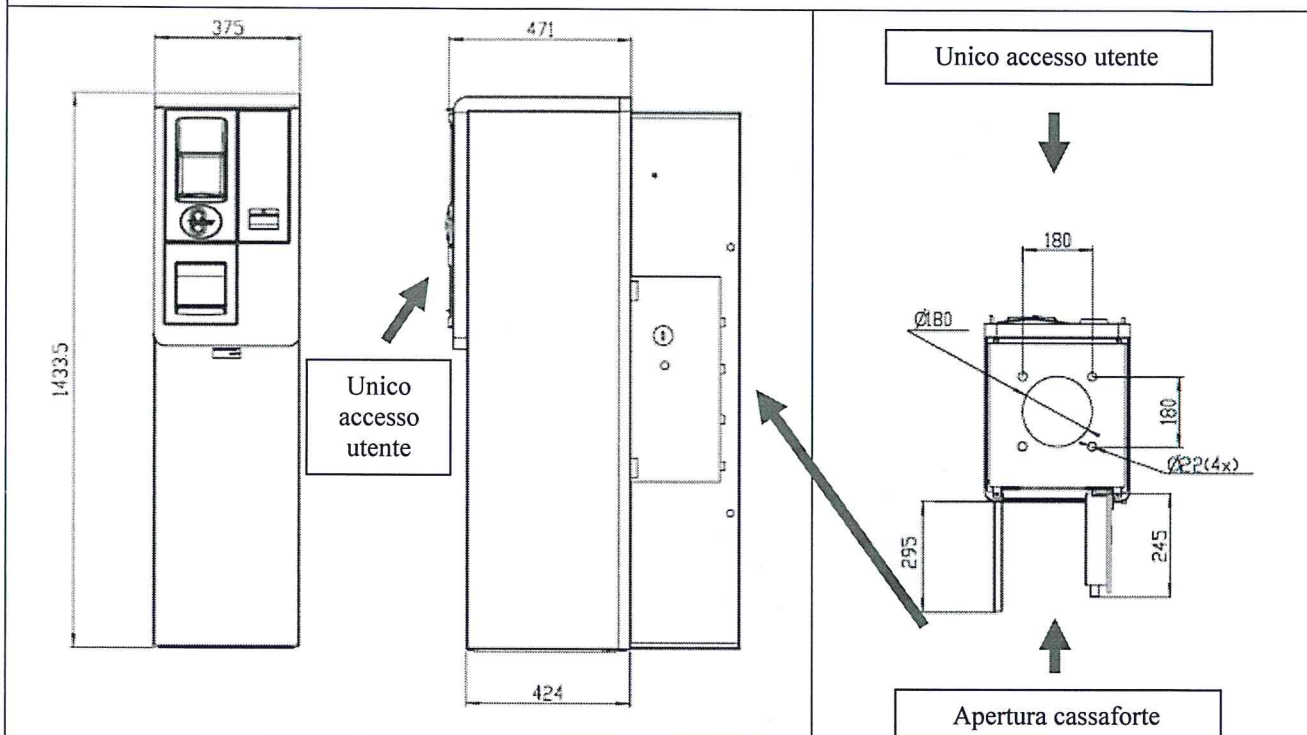 375
471
Unico accesso utente
180
Ø180
1433.5
Unico
accesso
utente
180
Ø22(4x)
295
245
424
Apertura cassaforte